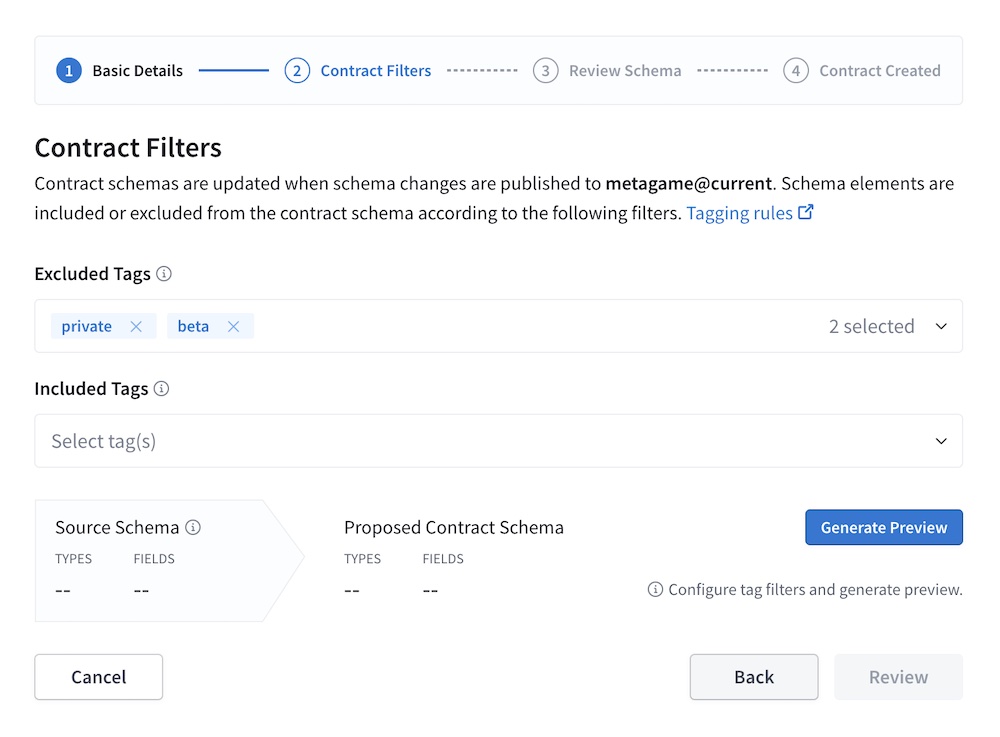 1 Basic Details 2 Contract Filters 3 Review Schema 4 Contract Created
Contract Filters
Contract schemas are updated when schema changes are published to metagame@current. Schema elements are
included or excluded from the contract schema according to the following filters. Tagging rules
Excluded Tags
private beta 2 selected
Included Tags
Select tag(s)
Source Schema Proposed Contract Schema Generate Preview
TYPES FIELDS TYPES FIELDS
-- -- -- -- Configure tag filters and generate preview.
Cancel Back Review